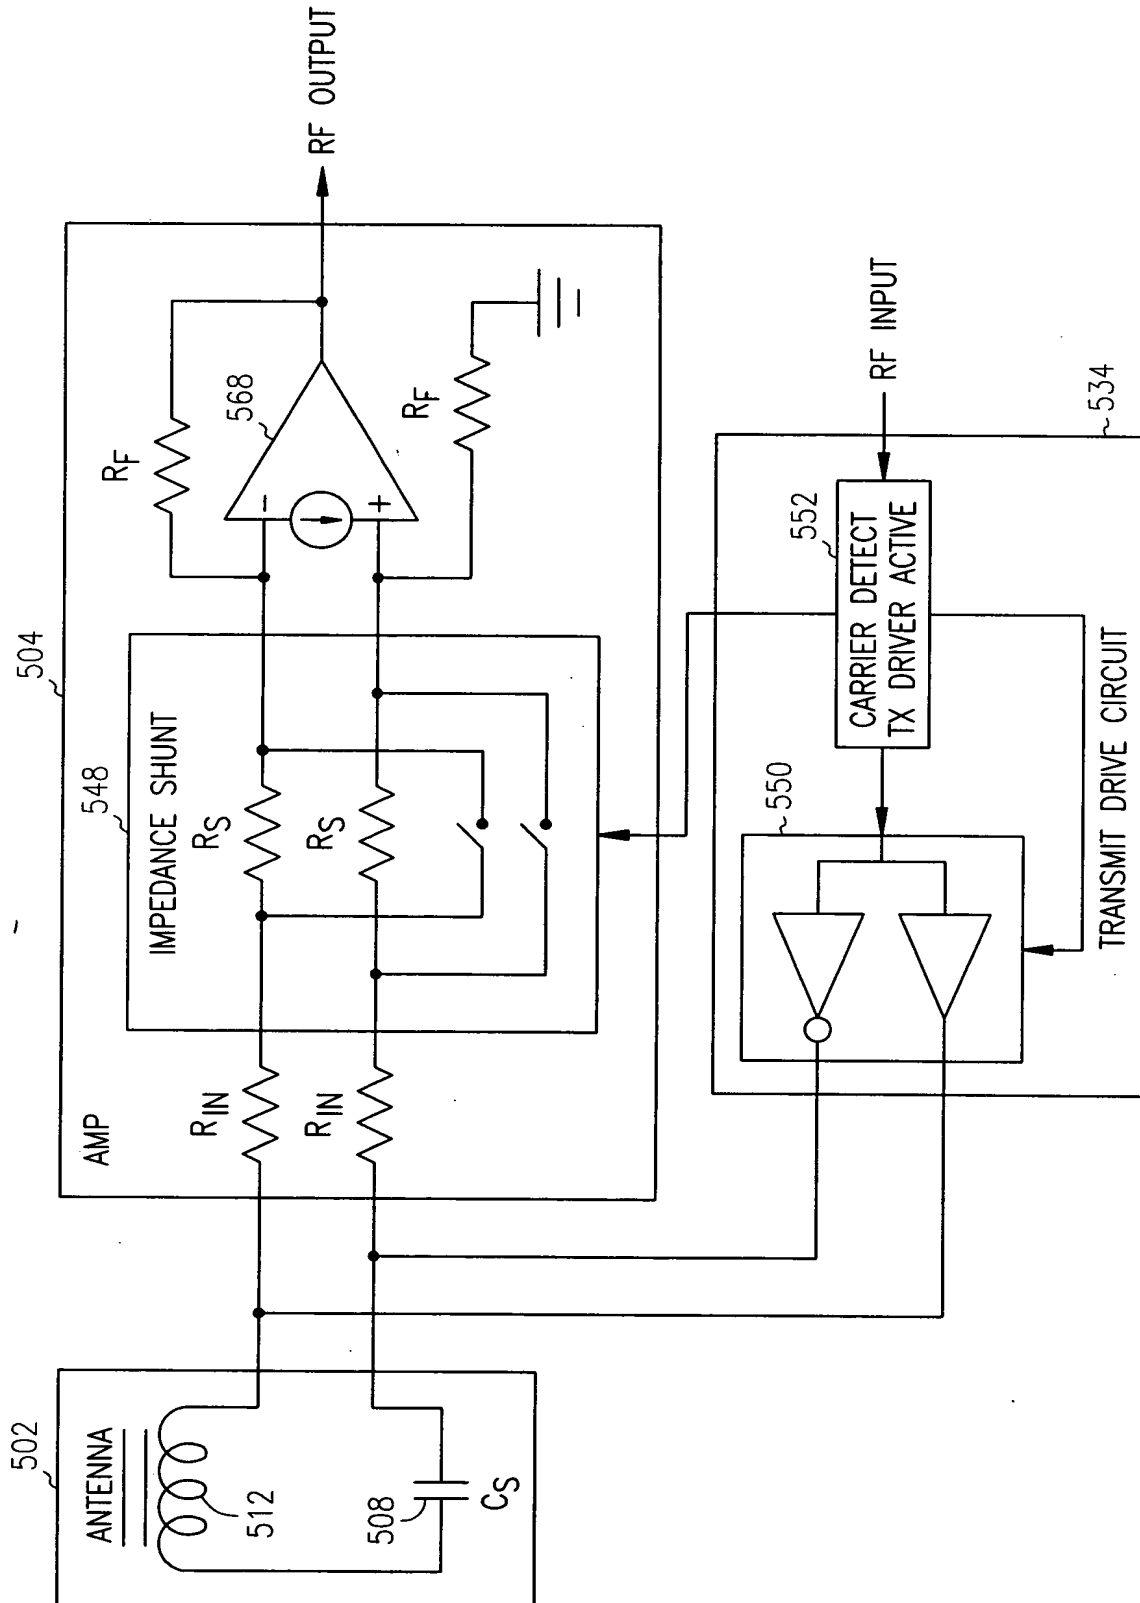 502
ANTENNA
512
508
CS
504
AMP
RIN
RIN
548
IMPEDANCE SHUNT
RS
RS
RF
568
-
+
RF
RF OUTPUT
534
RF INPUT
552
CARRIER DETECT
TX DRIVER ACTIVE
550
TRANSMIT DRIVE CIRCUIT